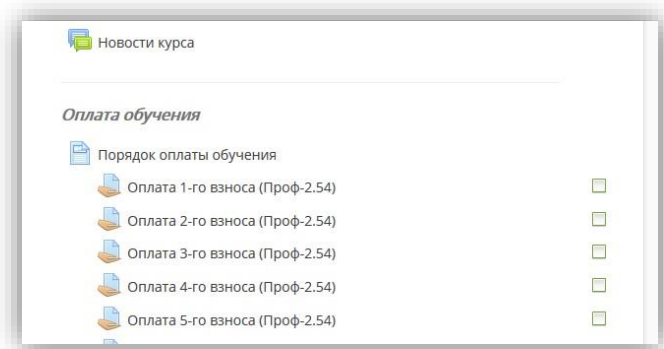 Новости курса
Оплата обучения
Порядок оплаты обучения
Оплата 1-го взноса (Проф-2.54)
Оплата 2-го взноса (Проф-2.54)
Оплата 3-го взноса (Проф-2.54)
Оплата 4-го взноса (Проф-2.54)
Оплата 5-го взноса (Проф-2.54)